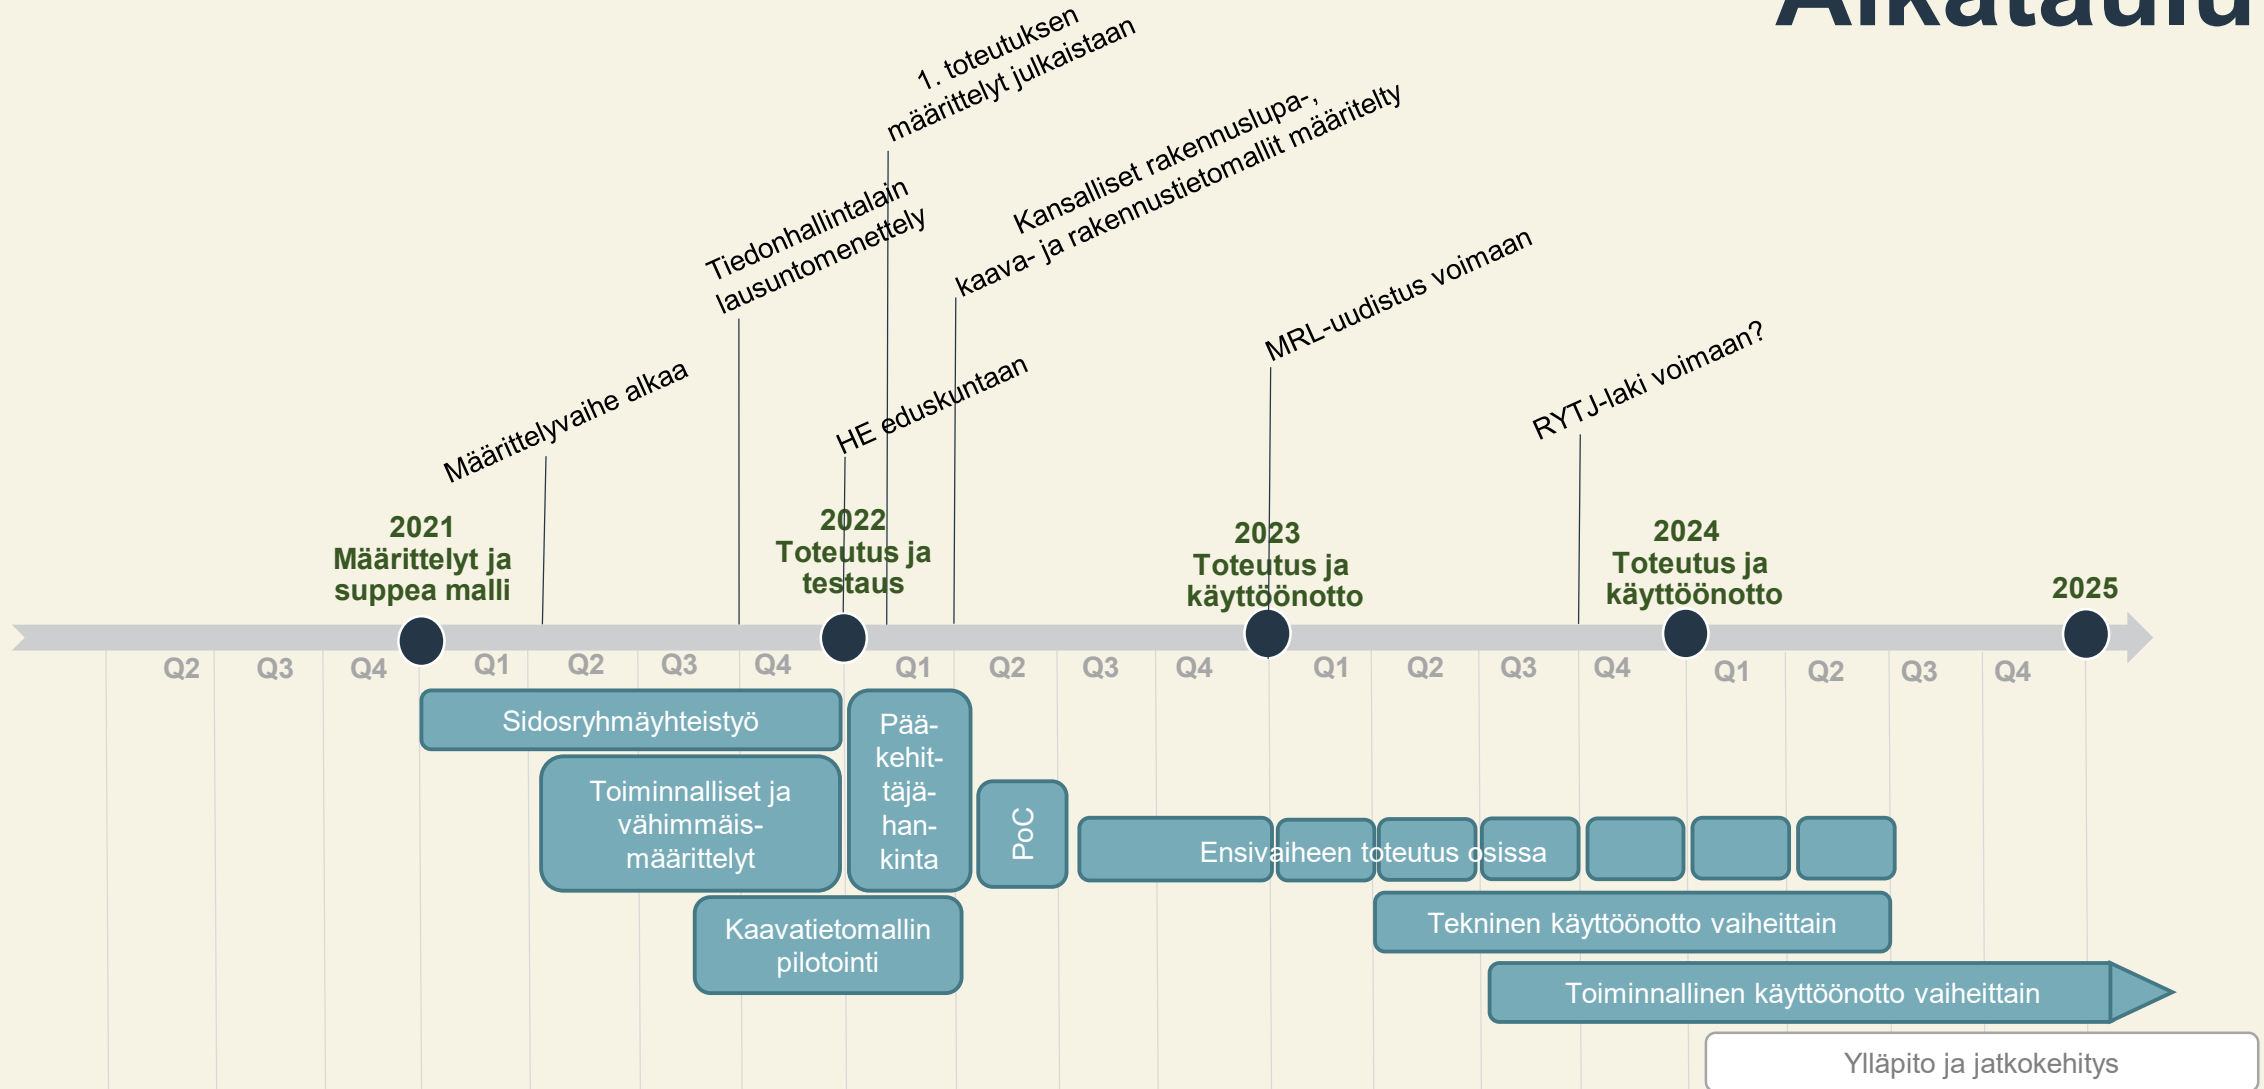 Aikataulu
1. toteutuksen
määrittelyt julkaistaan
Kansalliset rakennuslupa-,
kaava- ja rakennustietomallit määritelty
Tiedonhallintalain
lausuntomenettely
MRL-uudistus voimaan
RYTJ-laki voimaan?
HE eduskuntaan
Määrittelyvaihe alkaa
2021
Määrittelyt ja
suppea malli
2022
Toteutus ja
testaus
2023
Toteutus ja
käyttöönotto
2024
Toteutus ja
käyttöönotto
2025
Q2 Q3 Q4 Q1 Q2 Q3 Q4 Q1 Q2 Q3 Q4 Q1 Q2 Q3 Q4 Q1 Q2 Q3 Q4
Sidosryhmäyhteistyö
Toiminnalliset ja
vähimmäis-
määrittelyt
Pää-
kehit-
täjä-
han-
kinta
PoC
Kaavatietomallin
pilotointi
Ensivaiheen toteutus osissa
Tekninen käyttöönotto vaiheittain
Toiminnallinen käyttöönotto vaiheittain
Ylläpito ja jatkokehitys